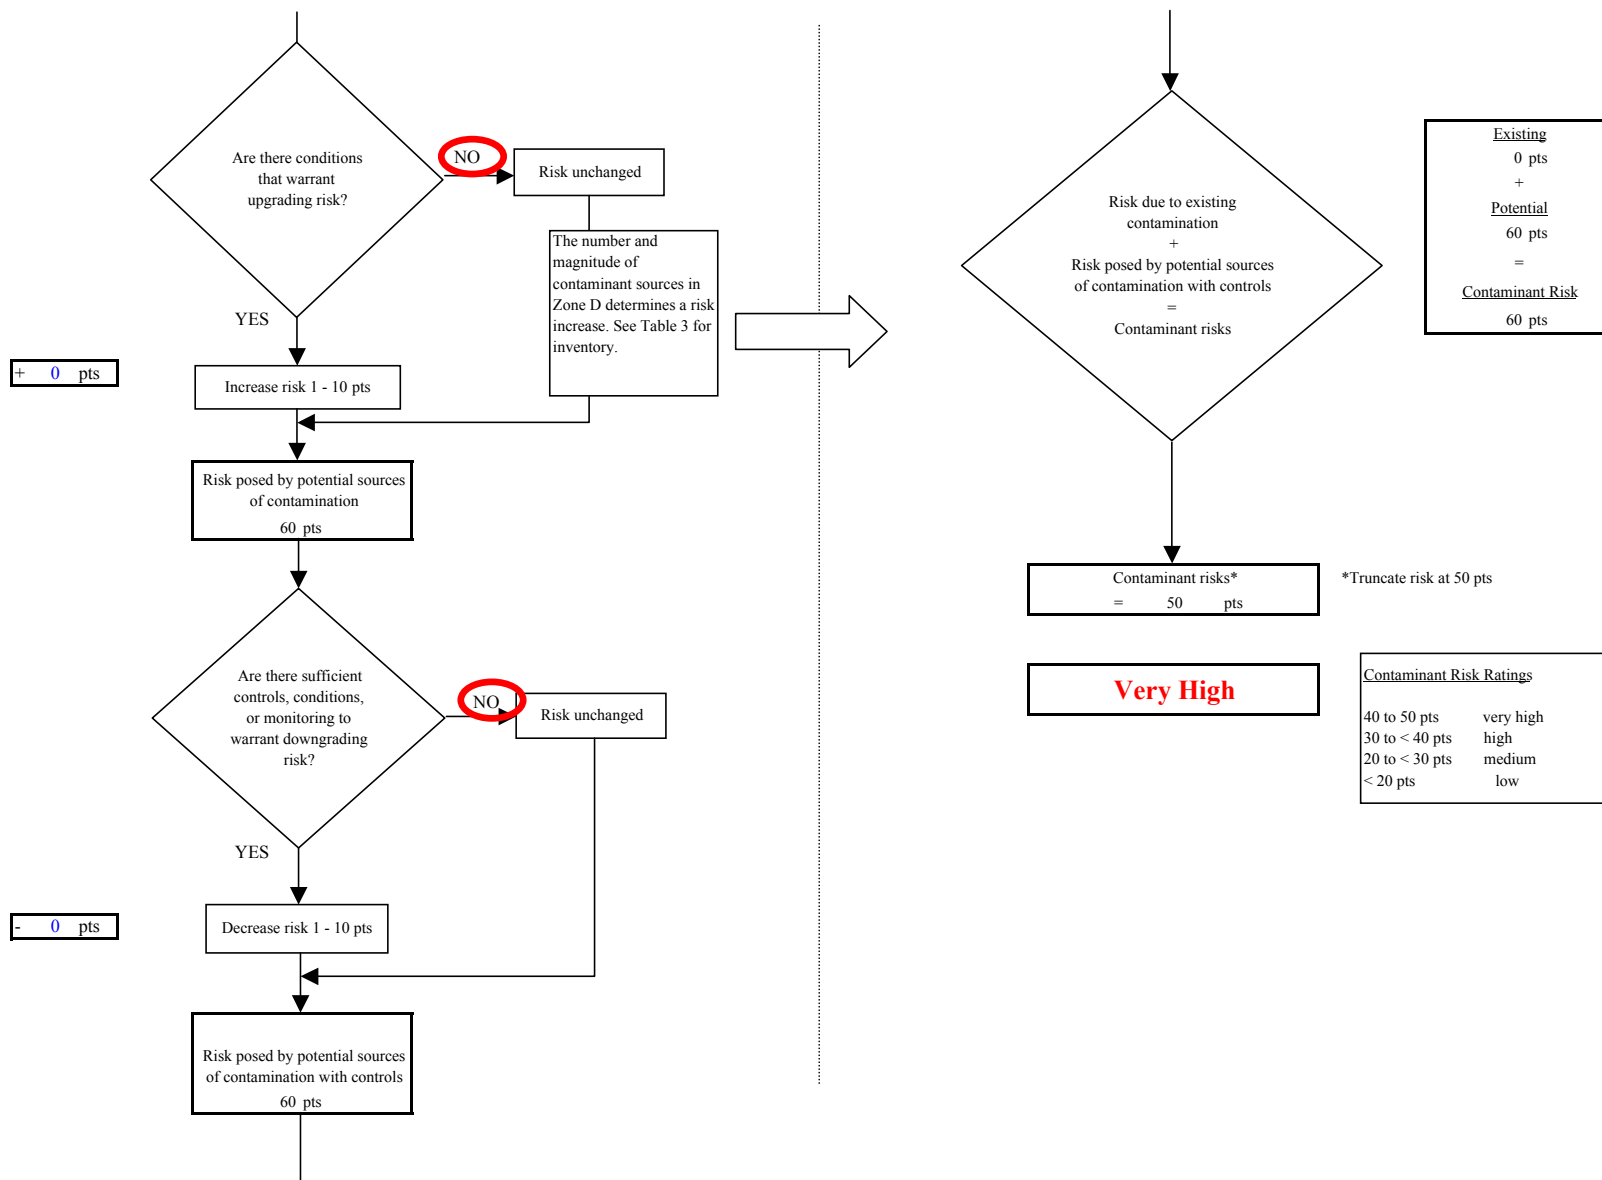 Are there conditions
that warrant
upgrading risk?
NO
Risk unchanged
The number and
magnitude of
contaminant sources in
Zone D determines a risk
increase. See Table 3 for
inventory.
YES
+ 0 pts
Increase risk 1 - 10 pts
Risk posed by potential sources
of contamination
60 pts
Are there sufficient
controls, conditions,
or monitoring to
warrant downgrading
risk?
NO
Risk unchanged
YES
- 0 pts
Decrease risk 1 - 10 pts
Risk posed by potential sources
of contamination with controls
60 pts
Risk due to existing
contamination
+
Risk posed by potential sources
of contamination with controls
=
Contaminant risks
Existing
0 pts
+
Potential
60 pts
=
Contaminant Risk
60 pts
Contaminant risks*
= 50 pts
*Truncate risk at 50 pts
Very High
Contaminant Risk Ratings
40 to 50 pts very high
30 to < 40 pts high
20 to < 30 pts medium
< 20 pts low